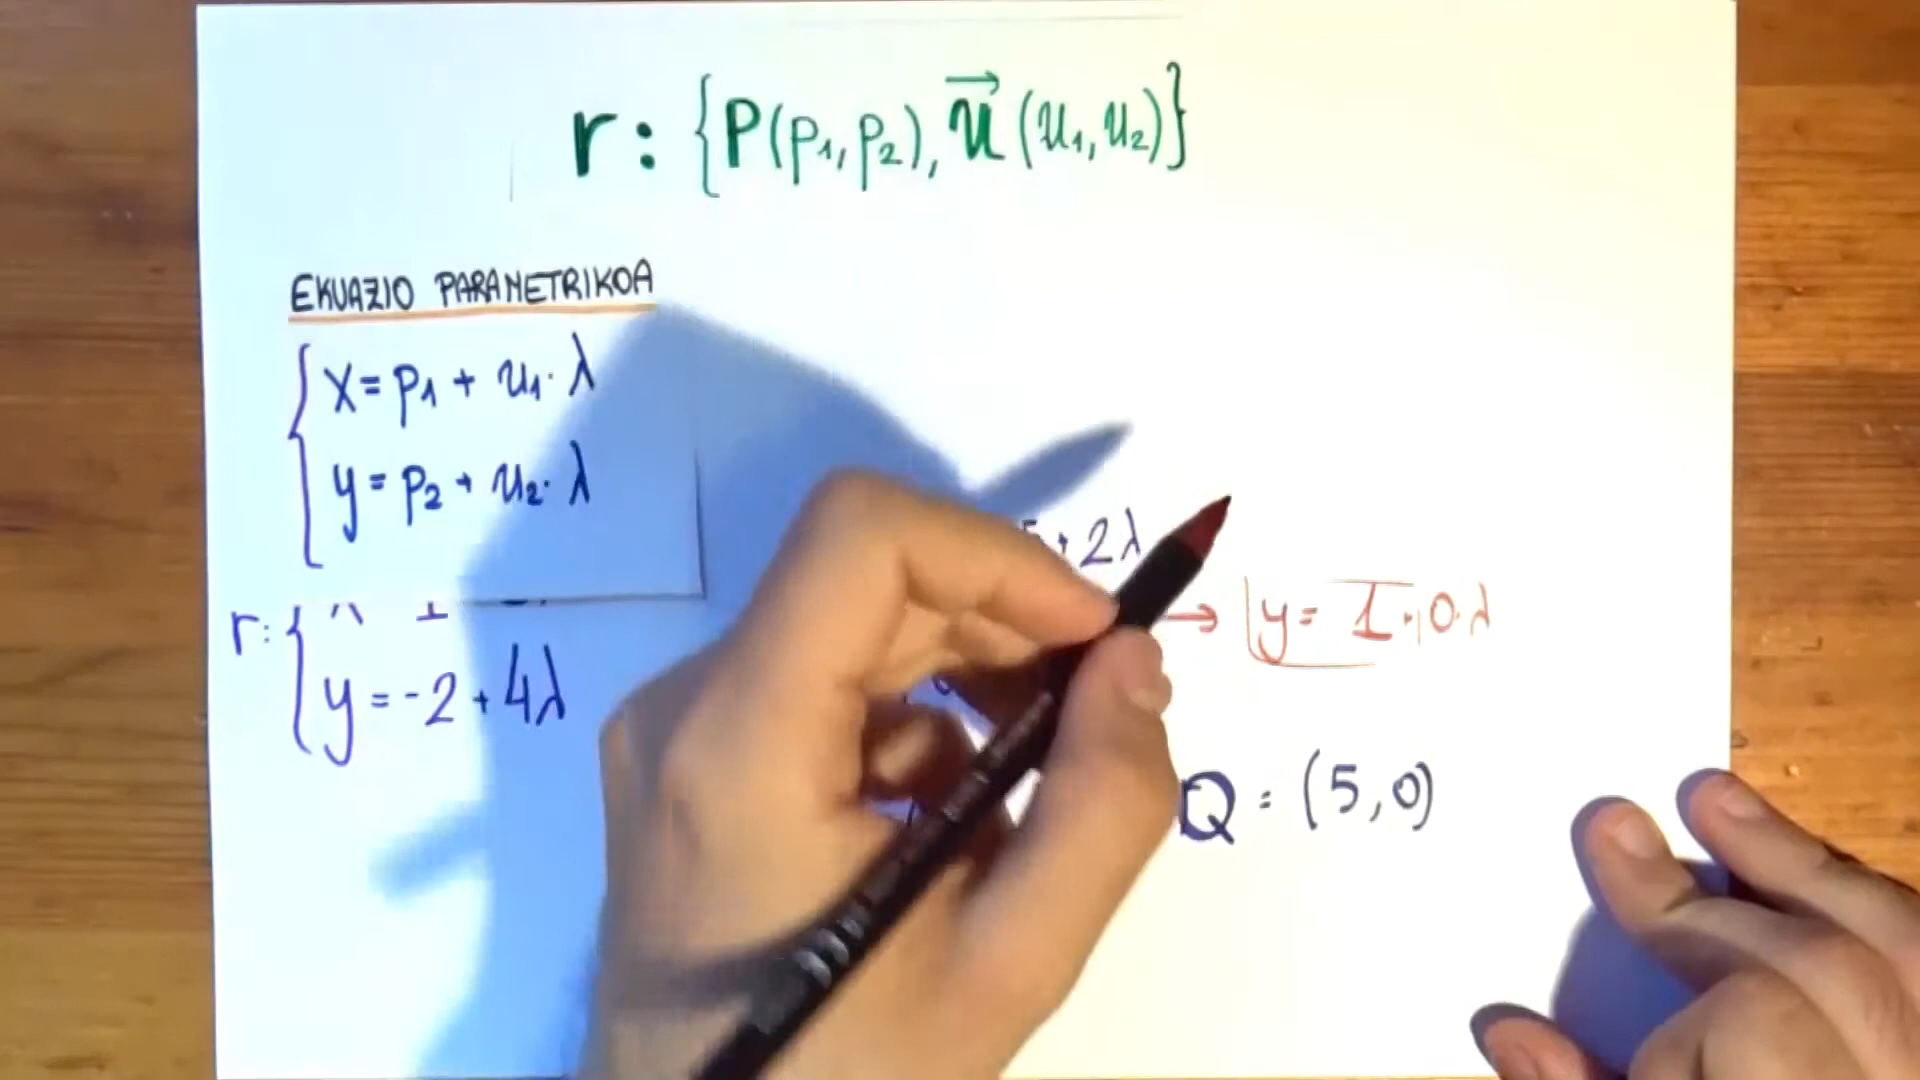 r: {P(p₁, p₂), u⃗ (u₁, u₂)}
EKUAZIO PARAMETRIKOA
x = p₁ + u₁· λ
y = p₂ + u₂· λ
+ 2λ
r:
→ y = 1 + 0·λ
y = -2 + 4λ
Q = (5, 0)